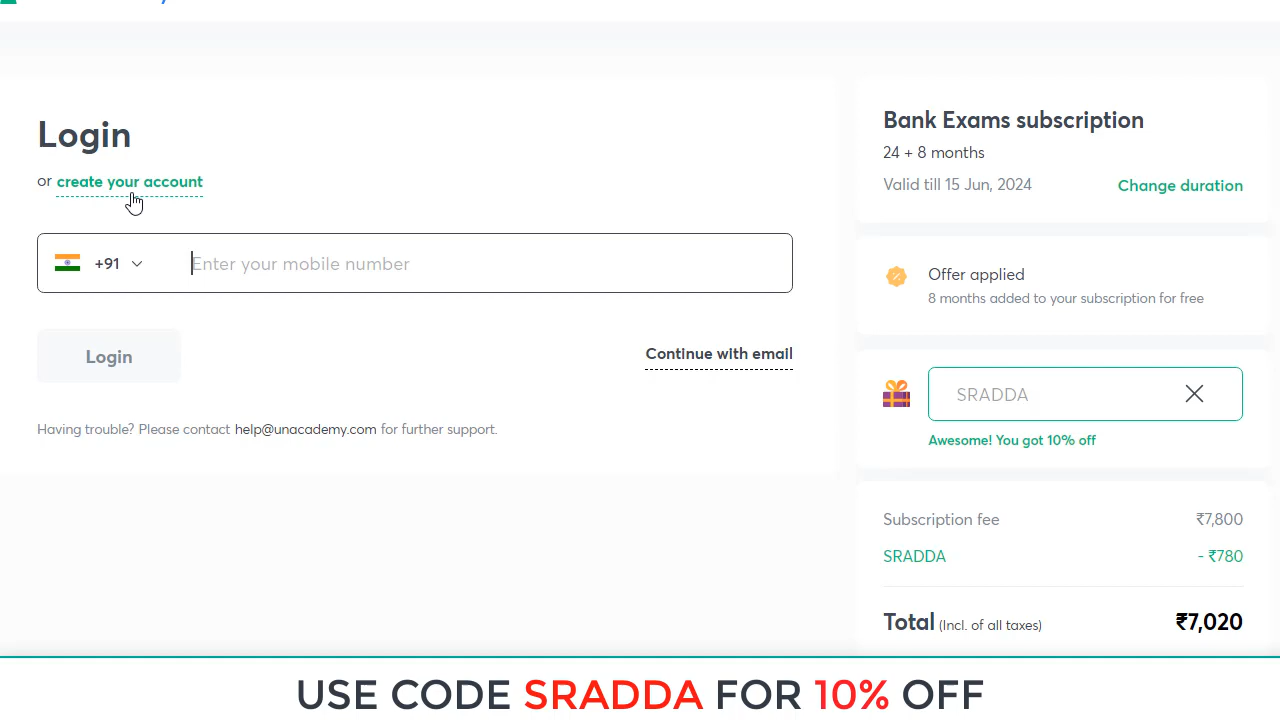 Login
or create your account
+91
Enter your mobile number
Login
Continue with email
Having trouble? Please contact help@unacademy.com for further support.
Bank Exams subscription
24 + 8 months
Valid till 15 Jun, 2024
Change duration
Offer applied
8 months added to your subscription for free
SRADDA
Awesome! You got 10% off
Subscription fee ₹7,800
SRADDA - ₹780
Total (Incl. of all taxes) ₹7,020
USE CODE SRADDA FOR 10% OFF